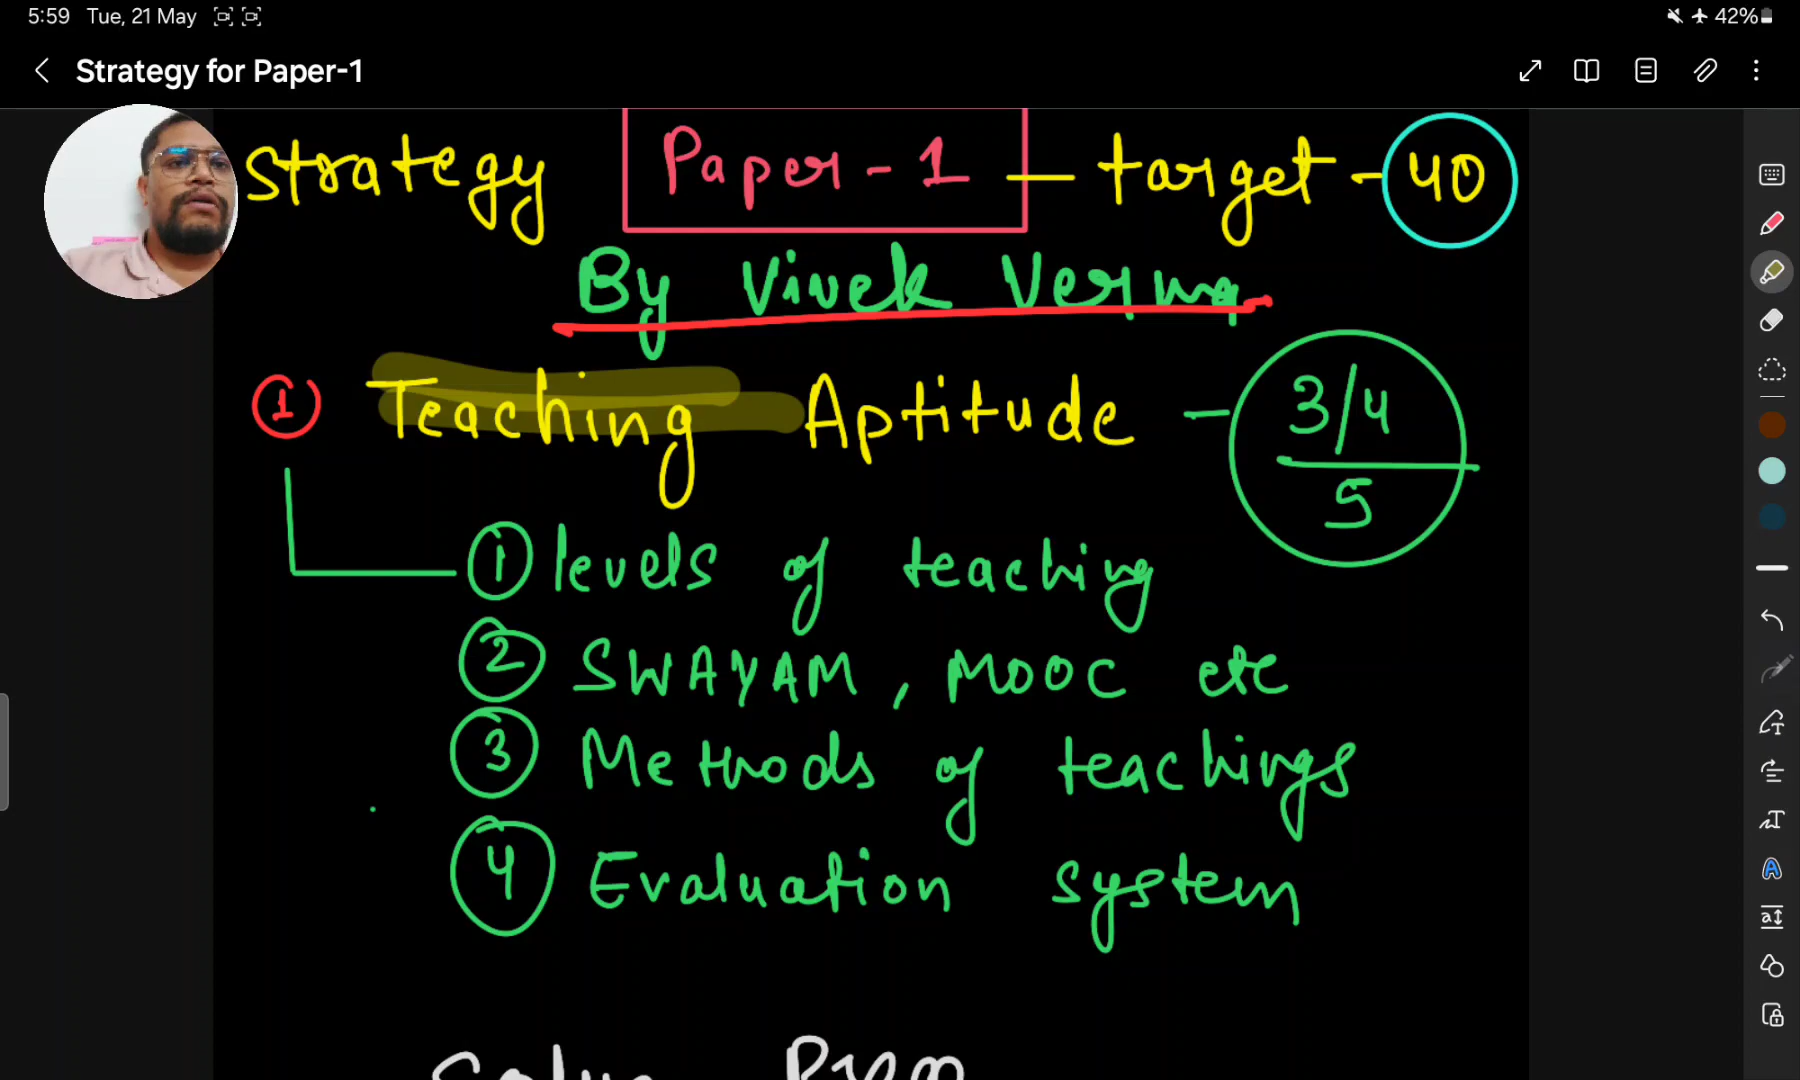 5:59 Tue, 21 May 42%
Strategy for Paper-1
Strategy Paper - 1 — target - 40
By Vivek Verma
1 Teaching Aptitude - 3/4
5
1 levels of teaching
2 SWAYAM, MOOC etc
3 Methods of teachings
4 Evaluation system